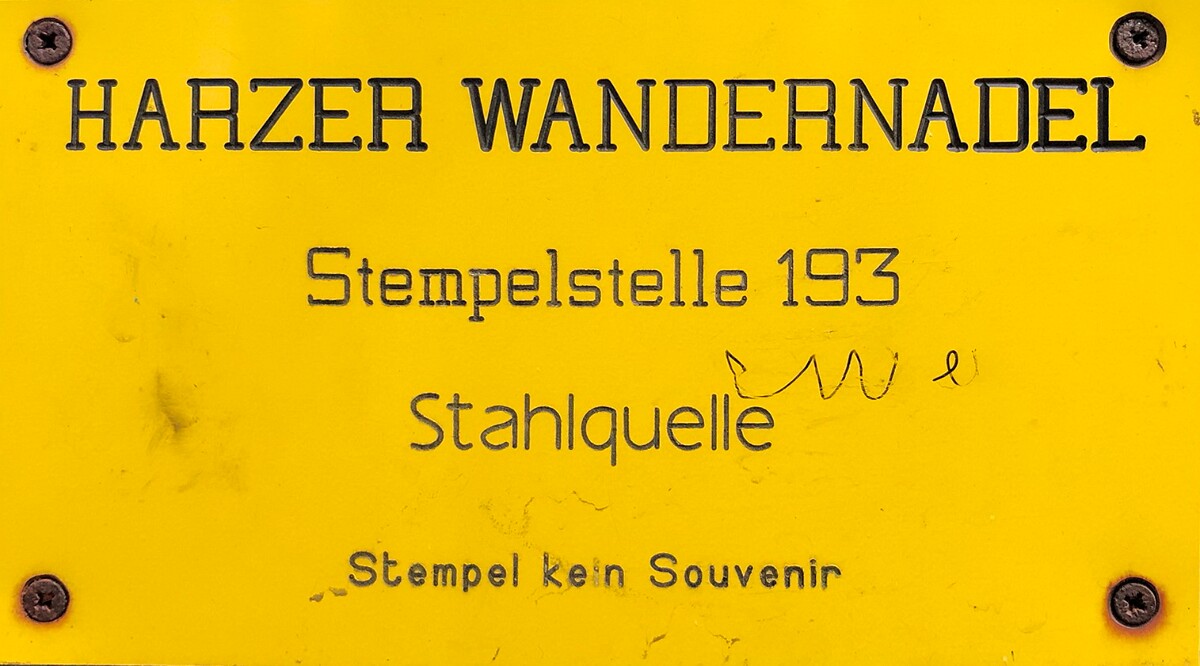 HARZER WANDERNADEL
Stempelstelle 193
Stahlquelle
Stempel kein Souvenir